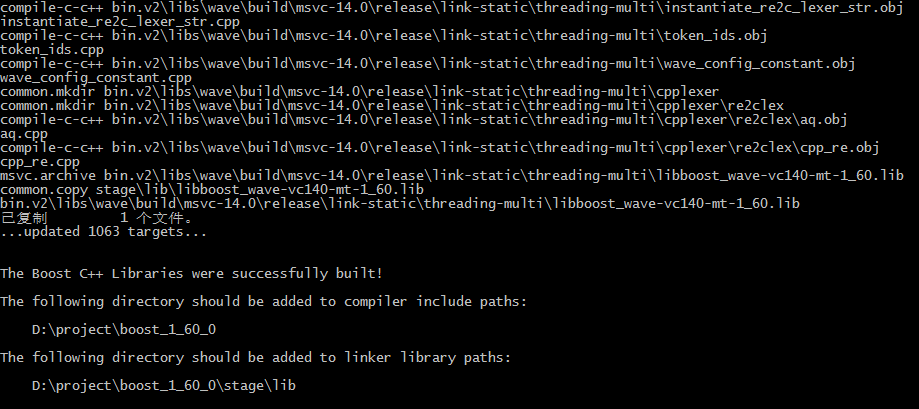 compile-c-c++ bin.v2\libs\wave\build\msvc-14.0\release\link-static\threading-multi\instantiate_re2c_lexer_str.obj
instantiate_re2c_lexer_str.cpp
compile-c-c++ bin.v2\libs\wave\build\msvc-14.0\release\link-static\threading-multi\token_ids.obj
token_ids.cpp
compile-c-c++ bin.v2\libs\wave\build\msvc-14.0\release\link-static\threading-multi\wave_config_constant.obj
wave_config_constant.cpp
common.mkdir bin.v2\libs\wave\build\msvc-14.0\release\link-static\threading-multi\cpplexer
common.mkdir bin.v2\libs\wave\build\msvc-14.0\release\link-static\threading-multi\cpplexer\re2clex
compile-c-c++ bin.v2\libs\wave\build\msvc-14.0\release\link-static\threading-multi\cpplexer\re2clex\aq.obj
aq.cpp
compile-c-c++ bin.v2\libs\wave\build\msvc-14.0\release\link-static\threading-multi\cpplexer\re2clex\cpp_re.obj
cpp_re.cpp
msvc.archive bin.v2\libs\wave\build\msvc-14.0\release\link-static\threading-multi\libboost_wave-vc140-mt-1_60.lib
common.copy stage\lib\libboost_wave-vc140-mt-1_60.lib
bin.v2\libs\wave\build\msvc-14.0\release\link-static\threading-multi\libboost_wave-vc140-mt-1_60.lib
已复制         1 个文件。
...updated 1063 targets...
The Boost C++ Libraries were successfully built!
The following directory should be added to compiler include paths:
D:\project\boost_1_60_0
The following directory should be added to linker library paths:
D:\project\boost_1_60_0\stage\lib